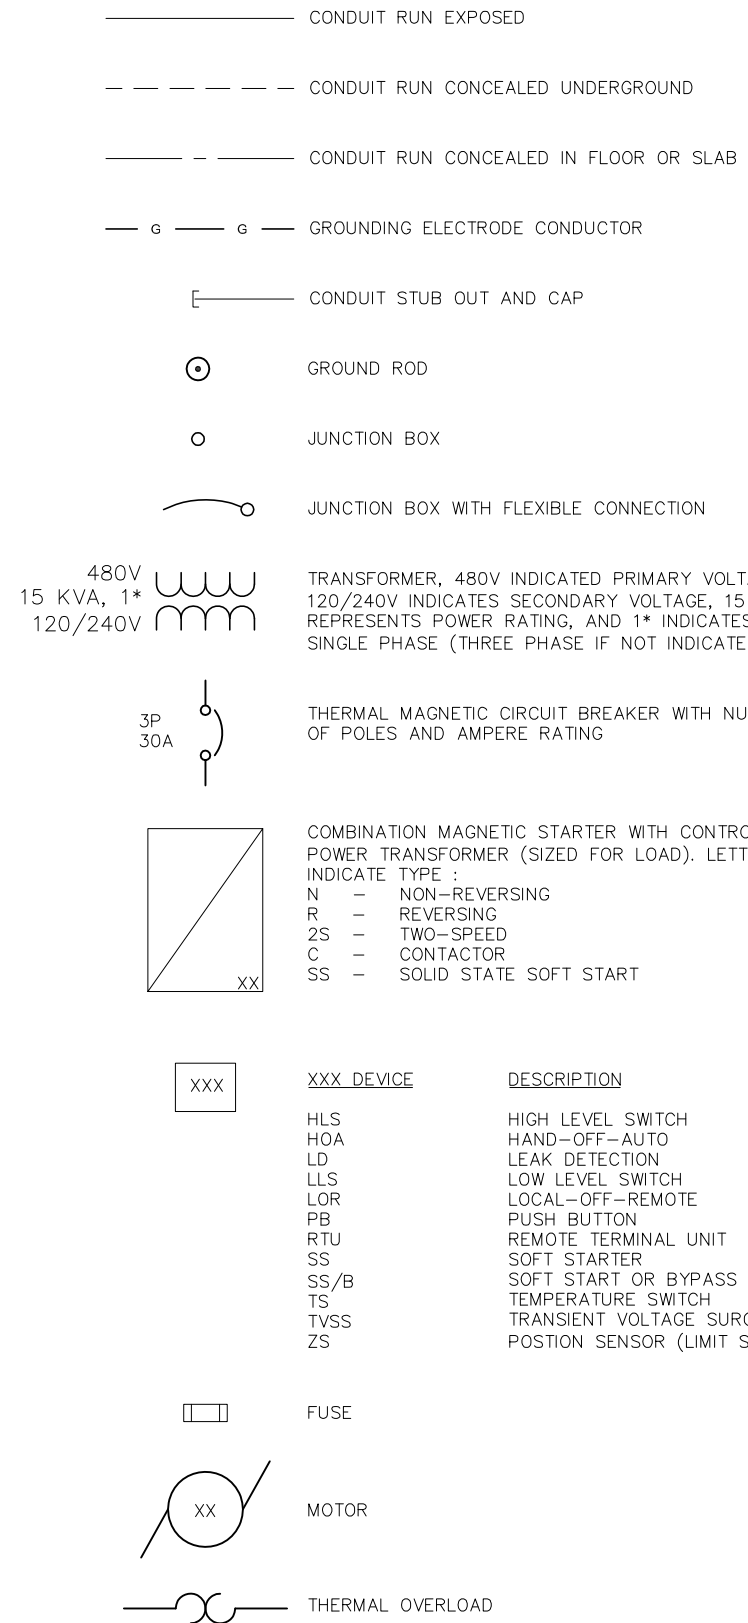 CONDUIT RUN EXPOSED
CONDUIT RUN CONCEALED UNDERGROUND
CONDUIT RUN CONCEALED IN FLOOR OR SLAB
G G GROUNDING ELECTRODE CONDUCTOR
CONDUIT STUB OUT AND CAP
GROUND ROD
JUNCTION BOX
JUNCTION BOX WITH FLEXIBLE CONNECTION
480V
15 KVA, 1*
120/240V
TRANSFORMER, 480V INDICATED PRIMARY
120/240V INDICATES SECONDARY VOLTAGE, 15
REPRESENTS POWER RATING, AND 1* INDICATES
SINGLE PHASE (THREE PHASE IF NOT
3P
30A
THERMAL MAGNETIC CIRCUIT BREAKER WITH
OF POLES AND AMPERE RATING
XX
COMBINATION MAGNETIC STARTER WITH
POWER TRANSFORMER (SIZED FOR LOAD).
INDICATE TYPE :
N – NON–REVERSING
R – REVERSING
2S – TWO–SPEED
C – CONTACTOR
SS – SOLID STATE SOFT START
XXX
XXX DEVICE DESCRIPTION
HLS HIGH LEVEL SWITCH
HOA HAND–OFF–AUTO
LD LEAK DETECTION
LLS LOW LEVEL SWITCH
LOR LOCAL–OFF–REMOTE
PB PUSH BUTTON
RTU REMOTE TERMINAL UNIT
SS SOFT STARTER
SS/B SOFT START OR BYPASS
TS TEMPERATURE SWITCH
TVSS TRANSIENT VOLTAGE
ZS POSTION SENSOR (LIMIT
FUSE
XX MOTOR
THERMAL OVERLOAD